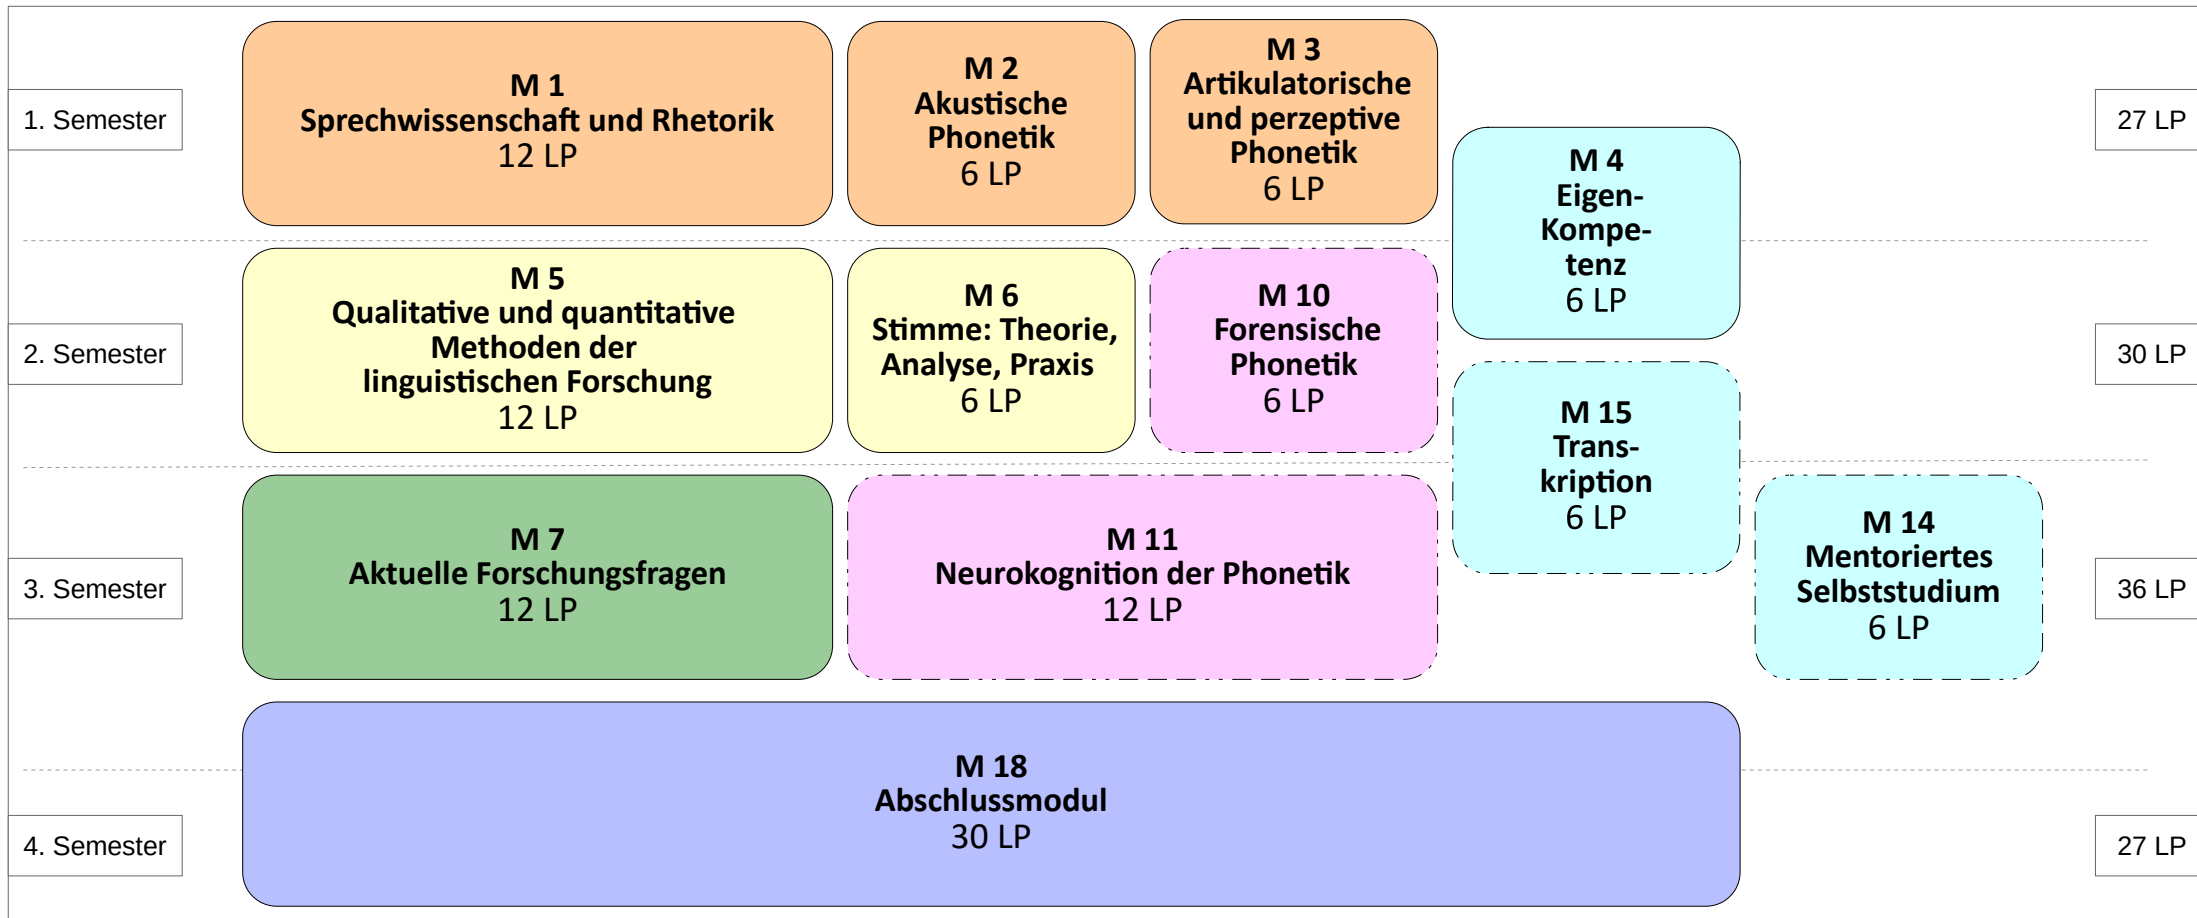 1. Semester
M 1
Sprechwissenschaft und Rhetorik
12 LP
M 2
Akustische
Phonetik
6 LP
M 3
Artikulatorische
und perzeptive
Phonetik
6 LP
M 4
Eigen-
Kompe-
tenz
6 LP
27 LP
2. Semester
M 5
Qualitative und quantitative
Methoden der
linguistischen Forschung
12 LP
M 6
Stimme: Theorie,
Analyse, Praxis
6 LP
M 10
Forensische
Phonetik
6 LP
M 15
Trans-
kription
6 LP
30 LP
3. Semester
M 7
Aktuelle Forschungsfragen
12 LP
M 11
Neurokognition der Phonetik
12 LP
M 14
Mentoriertes
Selbststudium
6 LP
36 LP
M 18
Abschlussmodul
30 LP
4. Semester
27 LP